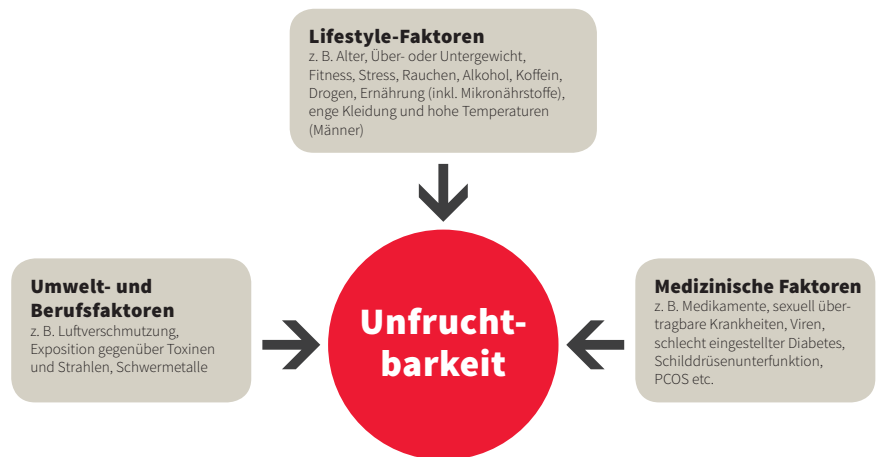 Lifestyle-Faktoren
z. B. Alter, Über- oder Untergewicht,
Fitness, Stress, Rauchen, Alkohol, Koffein,
Drogen, Ernährung (inkl. Mikronährstoffe),
enge Kleidung und hohe Temperaturen
(Männer)
Umwelt- und
Berufsfaktoren
z. B. Luftverschmutzung,
Exposition gegenüber Toxinen
und Strahlen, Schwermetalle
Unfrucht-
barkeit
Medizinische Faktoren
z. B. Medikamente, sexuell über-
tragbare Krankheiten, Viren,
schlecht eingestellter Diabetes,
Schilddrüsenunterfunktion,
PCOS etc.